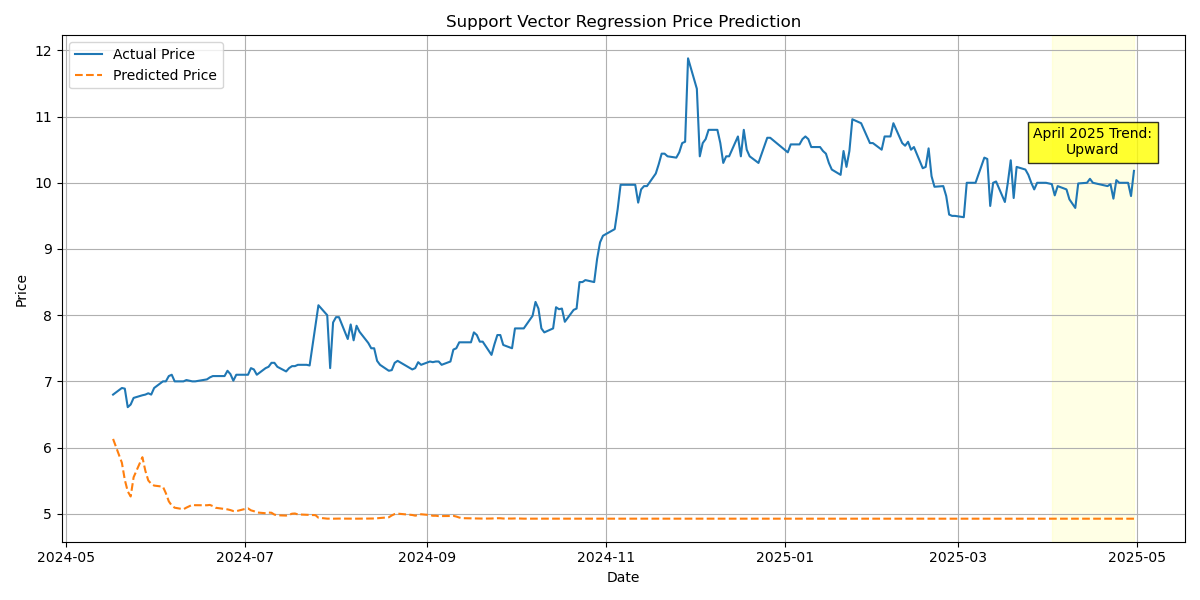 Support Vector Regression Price Prediction
Actual Price
Predicted Price
April 2025 Trend:
Upward
Price
12
11
10
9
8
7
6
5
2024-05
2024-07
2024-09
2024-11
2025-01
2025-03
2025-05
Date